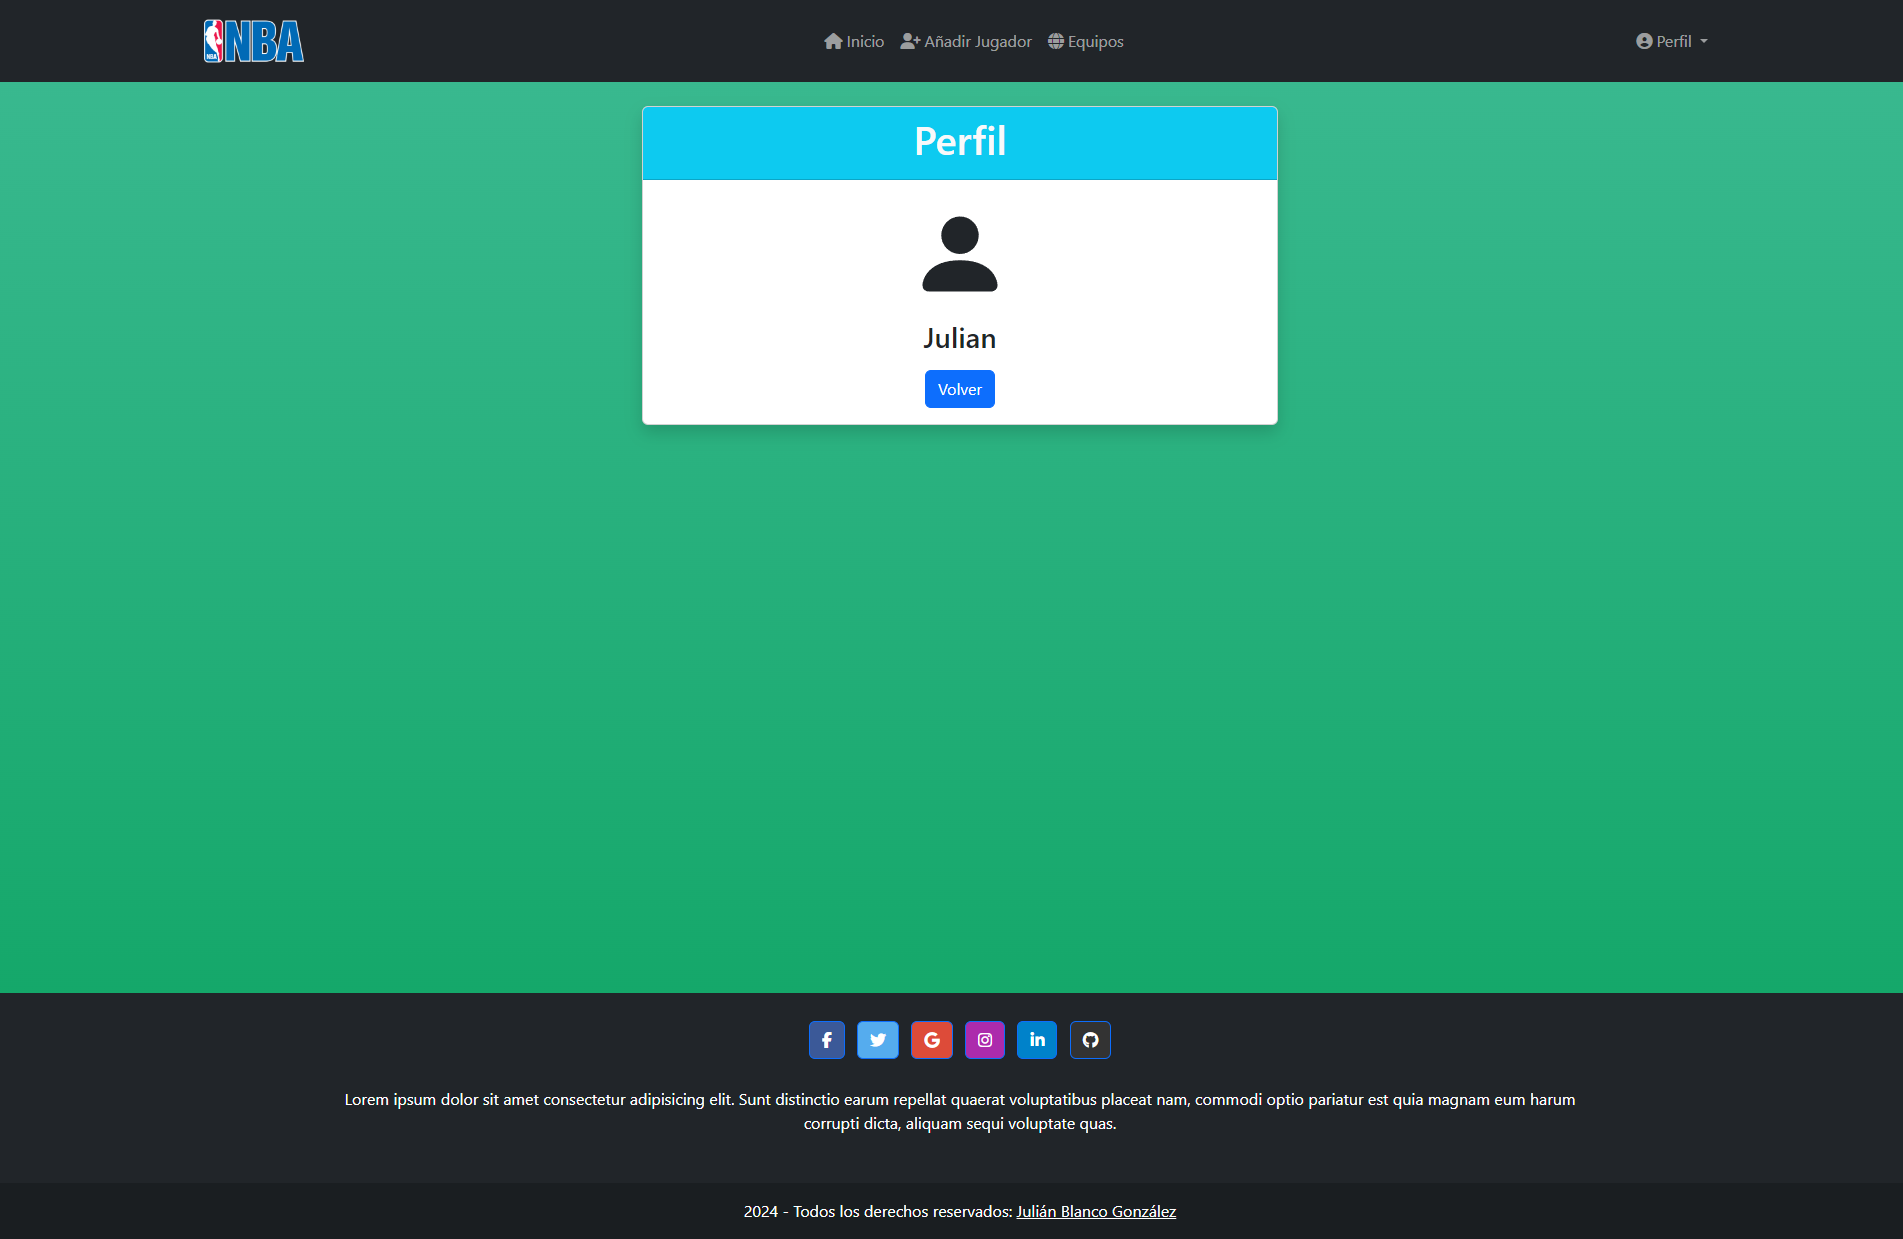 NBA NBA
Inicio Añadir Jugador Equipos
Perfil
Perfil
Julian
Volver
Lorem ipsum dolor sit amet consectetur adipisicing elit. Sunt distinctio earum repellat quaerat voluptatibus placeat nam, commodi optio pariatur est quia magnam eum harum
corrupti dicta, aliquam sequi voluptate quas.
2024 - Todos los derechos reservados: Julián Blanco González